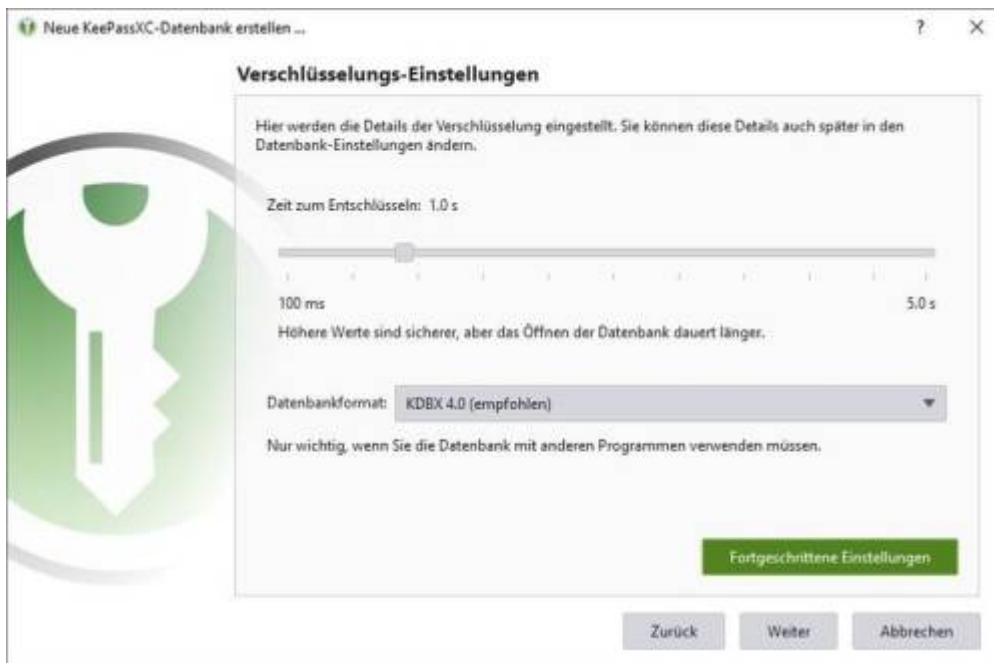 Neue KeePassXC-Datenbank erstellen ...
Verschlüsselungs-Einstellungen
Hier werden die Details der Verschlüsselung eingestellt. Sie können diese Details auch später in den
Datenbank-Einstellungen ändern.
Zeit zum Entschlüsseln: 1.0 s
100 ms 5.0 s
Höhere Werte sind sicherer, aber das Öffnen der Datenbank dauert länger.
Datenbankformat: KDBX 4.0 (empfohlen)
Nur wichtig, wenn Sie die Datenbank mit anderen Programmen verwenden müssen.
Fortgeschrittene Einstellungen
Zurück Weiter Abbrechen